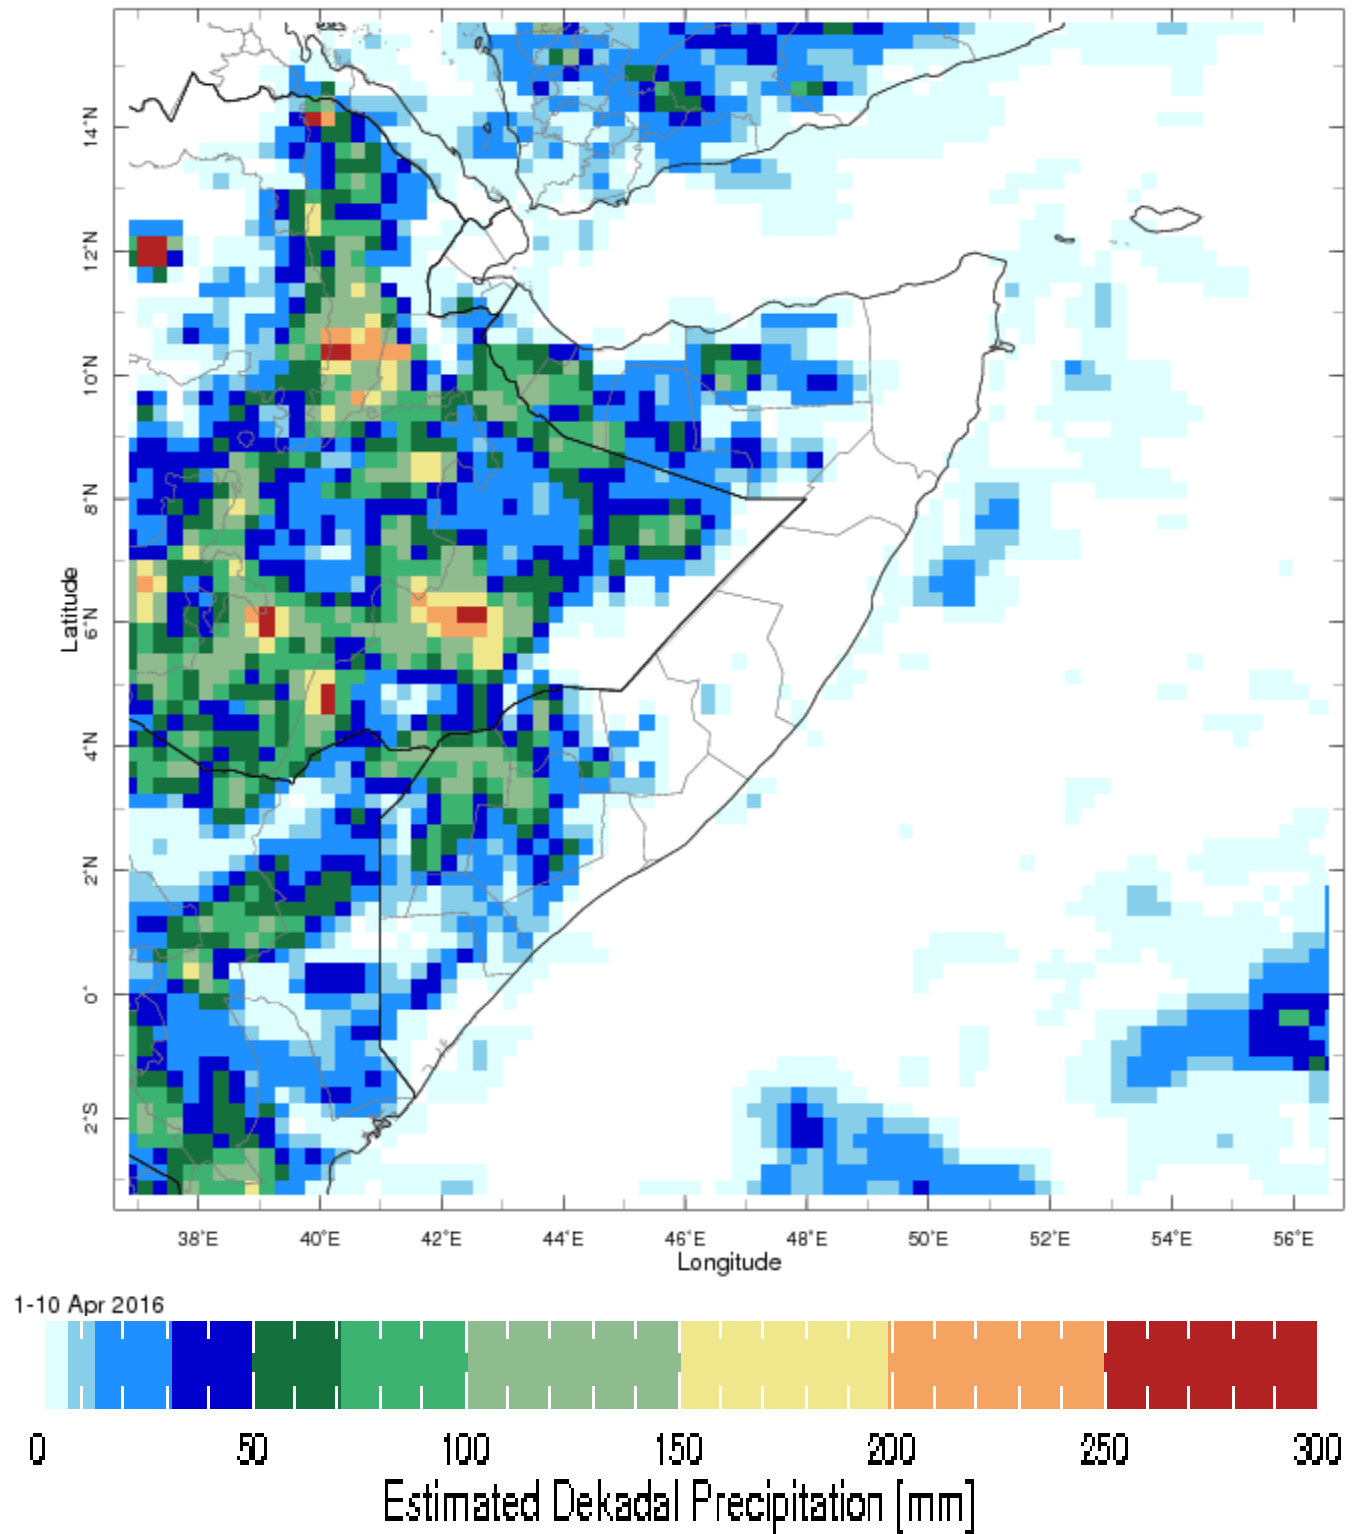 14°N
12°N
10°N
8°N
6°N
4°N
2°N
0°
2°S
Latitude
38°E 40°E 42°E 44°E 46°E 48°E 50°E 52°E 54°E 56°E
Longitude
1-10 Apr 2016
0 50 100 150 200 250 300
Estimated Dekadal Precipitation [mm]